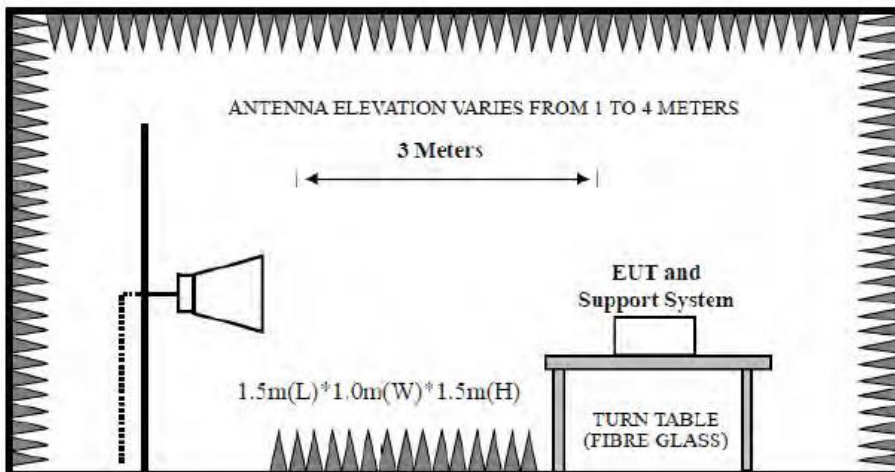 ANTENNA ELEVATION VARIES FROM 1 TO 4 METERS
3 Meters
EUT and
Support System
1.5m(L)*1.0m(W)*1.5m(H)
TURN TABLE
(FIBRE GLASS)